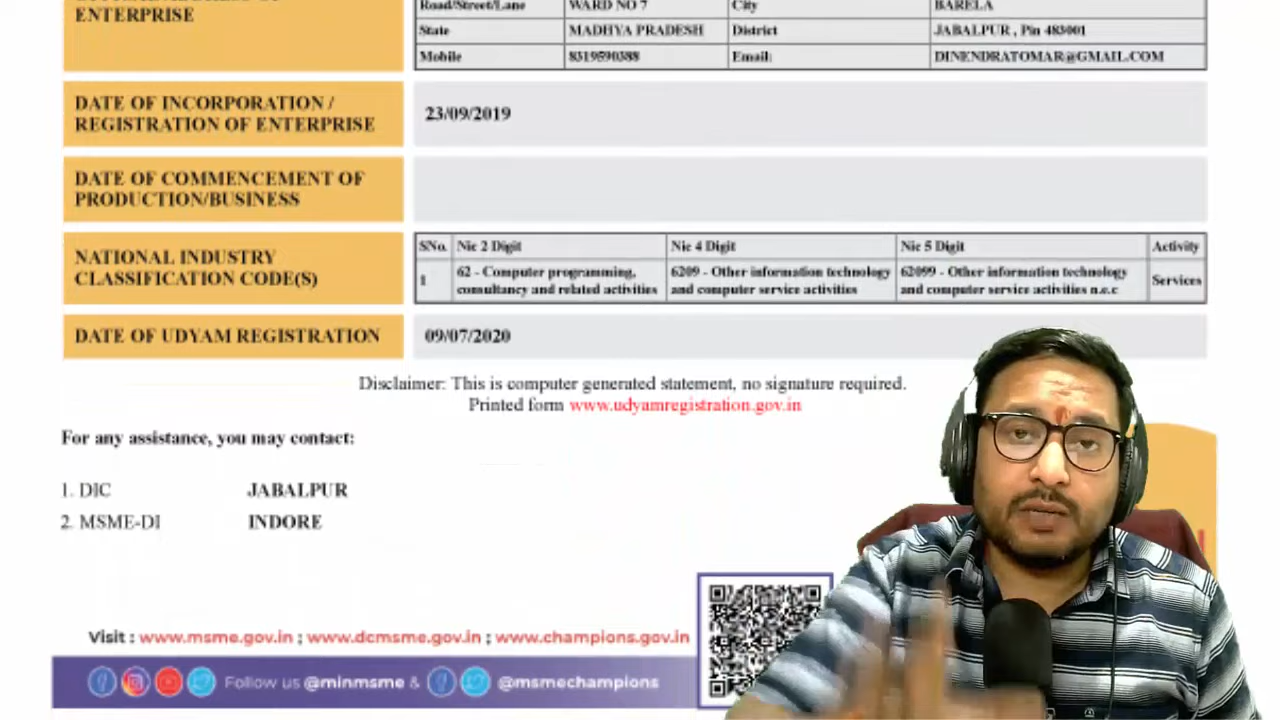 ENTERPRISE
Road/Street/Lane WARD NO 7 City BARELA
State MADHYA PRADESH District JABALPUR , Pin 483001
Mobile 8319590388 Email: DINENDRATOMAR@GMAIL.COM
DATE OF INCORPORATION /
REGISTRATION OF ENTERPRISE
23/09/2019
DATE OF COMMENCEMENT OF
PRODUCTION/BUSINESS
NATIONAL INDUSTRY
CLASSIFICATION CODE(S)
SNo. Nic 2 Digit Nic 4 Digit Nic 5 Digit Activity
1 62 - Computer programming, consultancy and related activities 6209 - Other information technology and computer service activities 62099 - Other information technology and computer service activities n.e.c Services
DATE OF UDYAM REGISTRATION 09/07/2020
Disclaimer: This is computer generated statement, no signature required.
Printed form www.udyamregistration.gov.in
For any assistance, you may contact:
1. DIC JABALPUR
2. MSME-DI INDORE
Visit : www.msme.gov.in ; www.dcmsme.gov.in ; www.champions.gov.in
Follow us @minmsme & @msmechampions